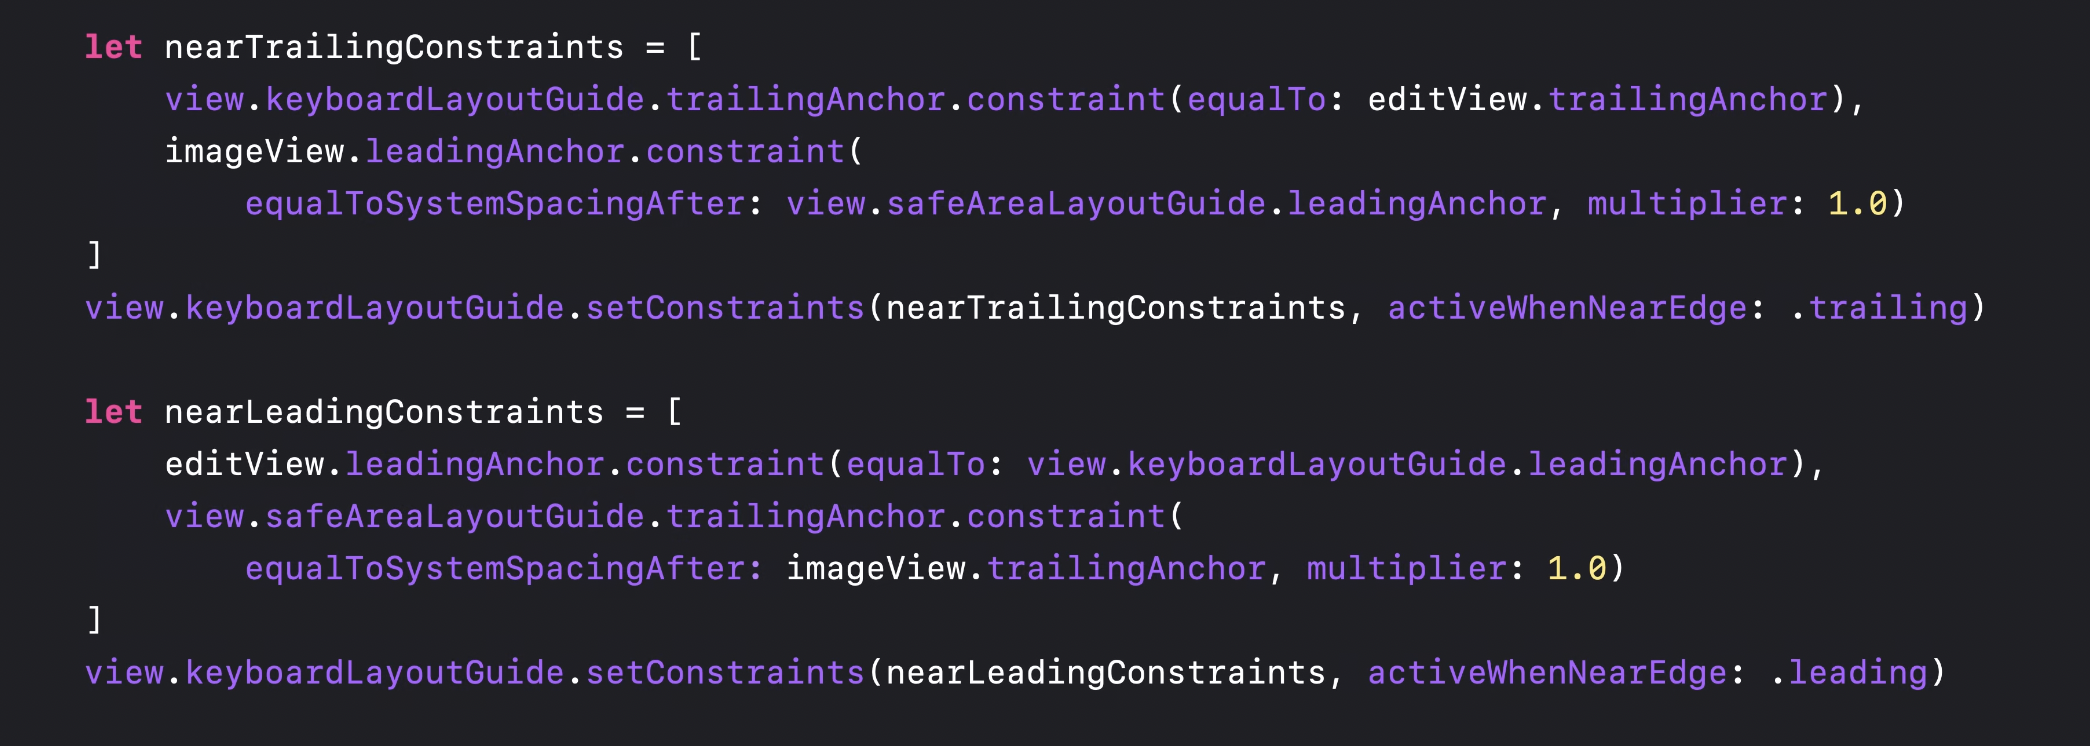 let nearTrailingConstraints = [
    view.keyboardLayoutGuide.trailingAnchor.constraint(equalTo: editView.trailingAnchor),
    imageView.leadingAnchor.constraint(
        equalToSystemSpacingAfter: view.safeAreaLayoutGuide.leadingAnchor, multiplier: 1.0)
]
view.keyboardLayoutGuide.setConstraints(nearTrailingConstraints, activeWhenNearEdge: .trailing)

let nearLeadingConstraints = [
    editView.leadingAnchor.constraint(equalTo: view.keyboardLayoutGuide.leadingAnchor),
    view.safeAreaLayoutGuide.trailingAnchor.constraint(
        equalToSystemSpacingAfter: imageView.trailingAnchor, multiplier: 1.0)
]
view.keyboardLayoutGuide.setConstraints(nearLeadingConstraints, activeWhenNearEdge: .leading)